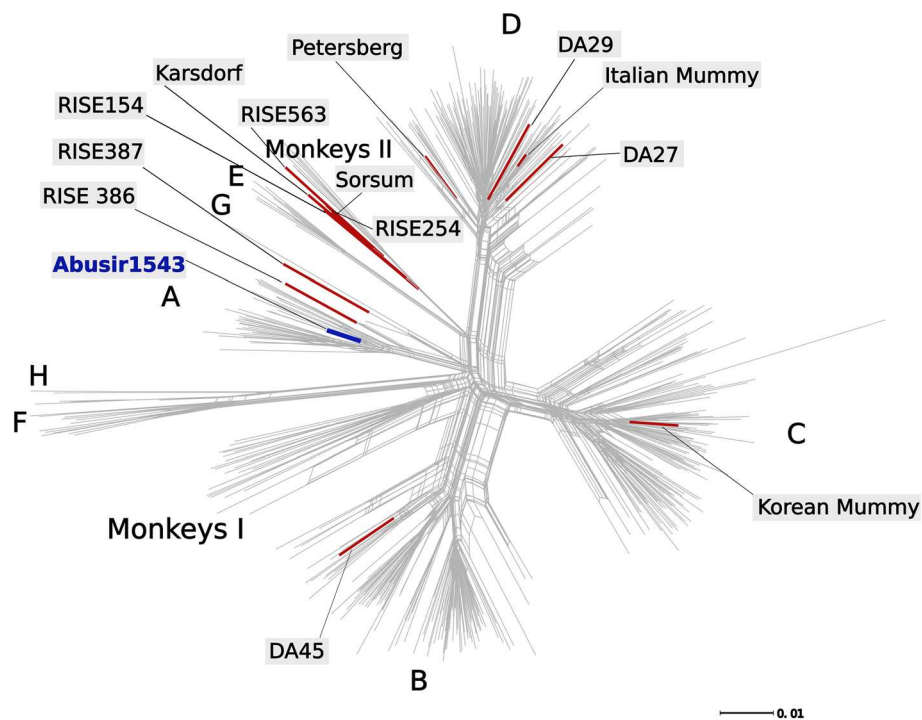 D
Petersberg
DA29
Karsdorf
Italian Mummy
RISE154
RISE563
RISE387
Monkeys II
DA27
E
Sorsum
RISE 386
G
RISE254
Abusir1543
A
H
F
C
Korean Mummy
Monkeys I
DA45
B
0.01